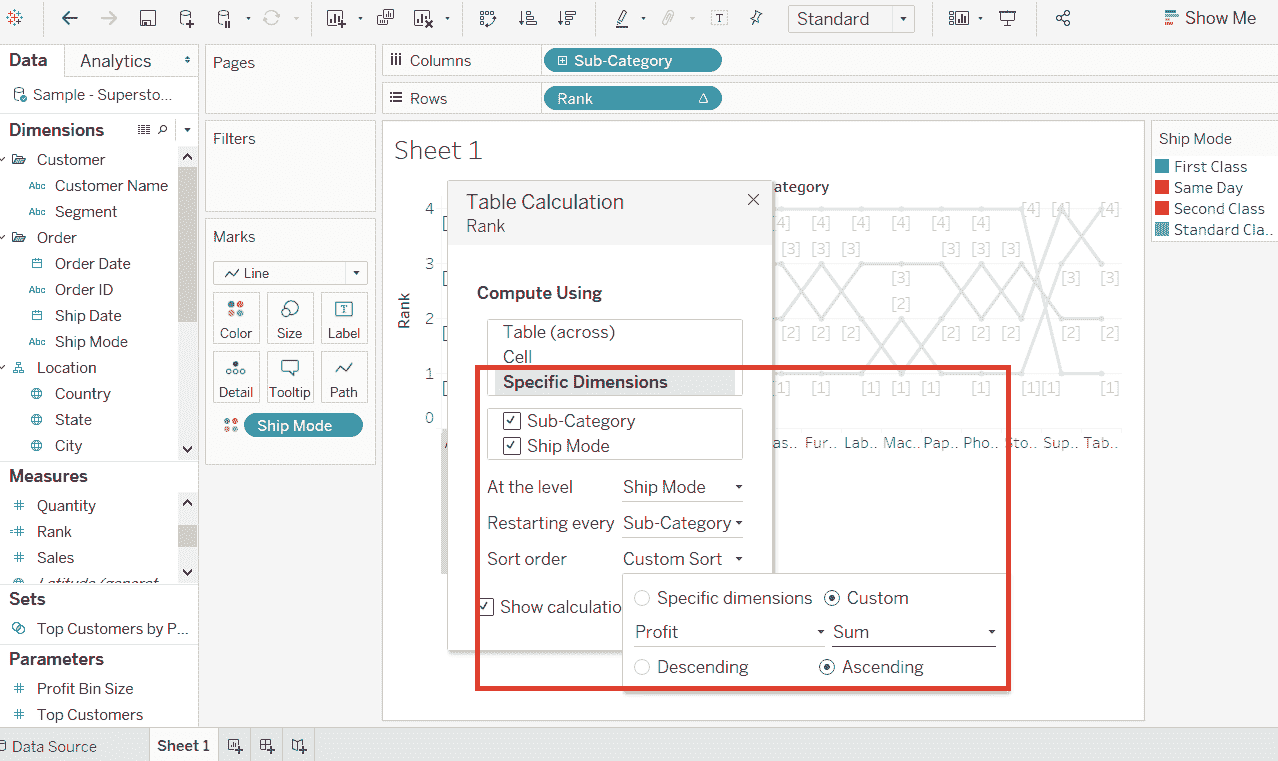 Standard
Show Me
Data
Analytics
Sample - Supersto...
Dimensions
Customer
Abc Customer Name
Abc Segment
Order
Order Date
Abc Order ID
Ship Date
Abc Ship Mode
Location
Country
State
City
Measures
# Quantity
=# Rank
# Sales
Sets
Top Customers by P...
Parameters
# Profit Bin Size
# Top Customers
Pages
Filters
Marks
Line
Color
Size
Label
Detail
Tooltip
Path
Ship Mode
Columns
Sub-Category
Rows
Rank
Sheet 1
ategory
Rank
4
3
2
1
0
[4] [4] [4] [4] [4] [4] [4] [4] [4]
[3] [3] [3] [3] [3] [3]
[3] [3] [3]
[2]
[2] [2] [2] [2] [2] [2] [2] [2]
[1] [1] [1] [1] [1] [1] [1] [1]
as.. Fur.. Lab.. Mac.. Pap.. Pho.. Sto.. Sup.. Tab..
Table Calculation
Rank
Compute Using
Table (across)
Cell
Specific Dimensions
Sub-Category
Ship Mode
At the level Ship Mode
Restarting every Sub-Category
Sort order Custom Sort
Show calculatio
Specific dimensions Custom
Profit Sum
Descending Ascending
Ship Mode
First Class
Same Day
Second Class
Standard Cla..
Data Source
Sheet 1